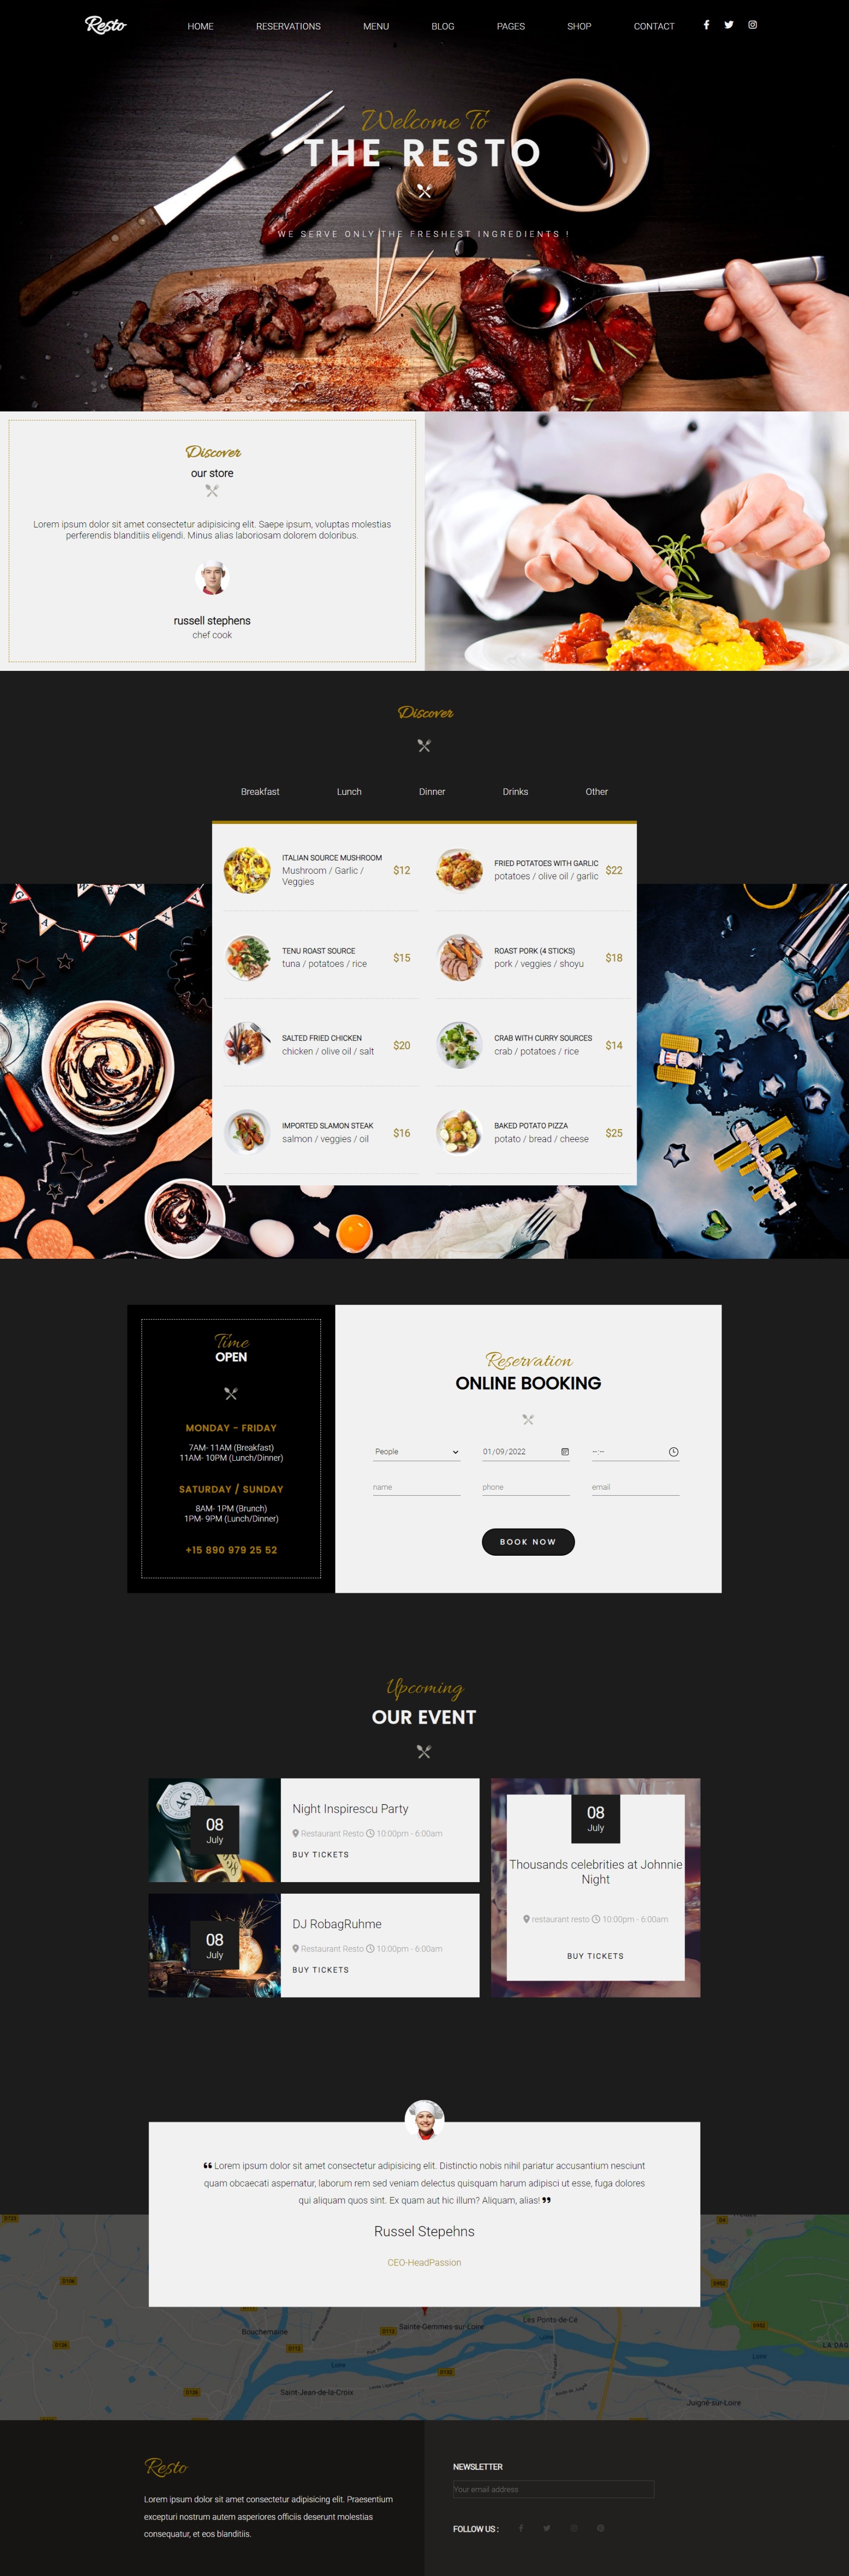 Resto
HOME RESERVATIONS MENU BLOG PAGES SHOP CONTACT
Welcome To
THE RESTO
WE SERVE ONLY THE FRESHEST INGREDIENTS !
Discover
our store
Lorem ipsum dolor sit amet consectetur adipisicing elit. Saepe ipsum, voluptas molestias
perferendis blanditiis eligendi. Minus alias laboriosam dolorem doloribus.
russell stephens
chef cook
Discover
Breakfast Lunch Dinner Drinks Other
ITALIAN SOURCE MUSHROOM
Mushroom / Garlic /
Veggies
$12
FRIED POTATOES WITH GARLIC
potatoes / olive oil / garlic
$22
TENU ROAST SOURCE
tuna / potatoes / rice
$15
ROAST PORK (4 STICKS)
pork / veggies / shoyu
$18
SALTED FRIED CHICKEN
chicken / olive oil / salt
$20
CRAB WITH CURRY SOURCES
crab / potatoes / rice
$14
IMPORTED SLAMON STEAK
salmon / veggies / oil
$16
BAKED POTATO PIZZA
potato / bread / cheese
$25
Time
OPEN
MONDAY - FRIDAY
7AM- 11AM (Breakfast)
11AM- 10PM (Lunch/Dinner)
SATURDAY / SUNDAY
8AM- 1PM (Brunch)
1PM- 9PM (Lunch/Dinner)
+15 890 979 25 52
Reservation
ONLINE BOOKING
People 01/09/2022 --:--
name phone email
BOOK NOW
Upcoming
OUR EVENT
08
July
Night Inspirescu Party
Restaurant Resto 10:00pm - 6:00am
BUY TICKETS
08
July
DJ RobagRuhme
Restaurant Resto 10:00pm - 6:00am
BUY TICKETS
08
July
Thousands celebrities at Johnnie
Night
restaurant resto 10:00pm - 6:00am
BUY TICKETS
Lorem ipsum dolor sit amet consectetur adipisicing elit. Distinctio nobis nihil pariatur accusantium nesciunt
quam obcaecati aspernatur, laborum rem sed veniam delectus quisquam harum adipisci ut esse, fuga dolores
qui aliquam quos sint. Ex quam aut hic illum? Aliquam, alias!
Russel Stepehns
CEO-HeadPassion
Bouchemaine
Sainte-Gemmes-sur-Loire
Les Ponts-de-Cé
Loire
Loire
Saint-Jean-de-la-Croix
Juigné-sur-Loire
Resto
Lorem ipsum dolor sit amet consectetur adipisicing elit. Praesentium
excepturi nostrum autem asperiores officiis deserunt molestias
consequatur, et eos blanditiis.
NEWSLETTER
Your email address
FOLLOW US :